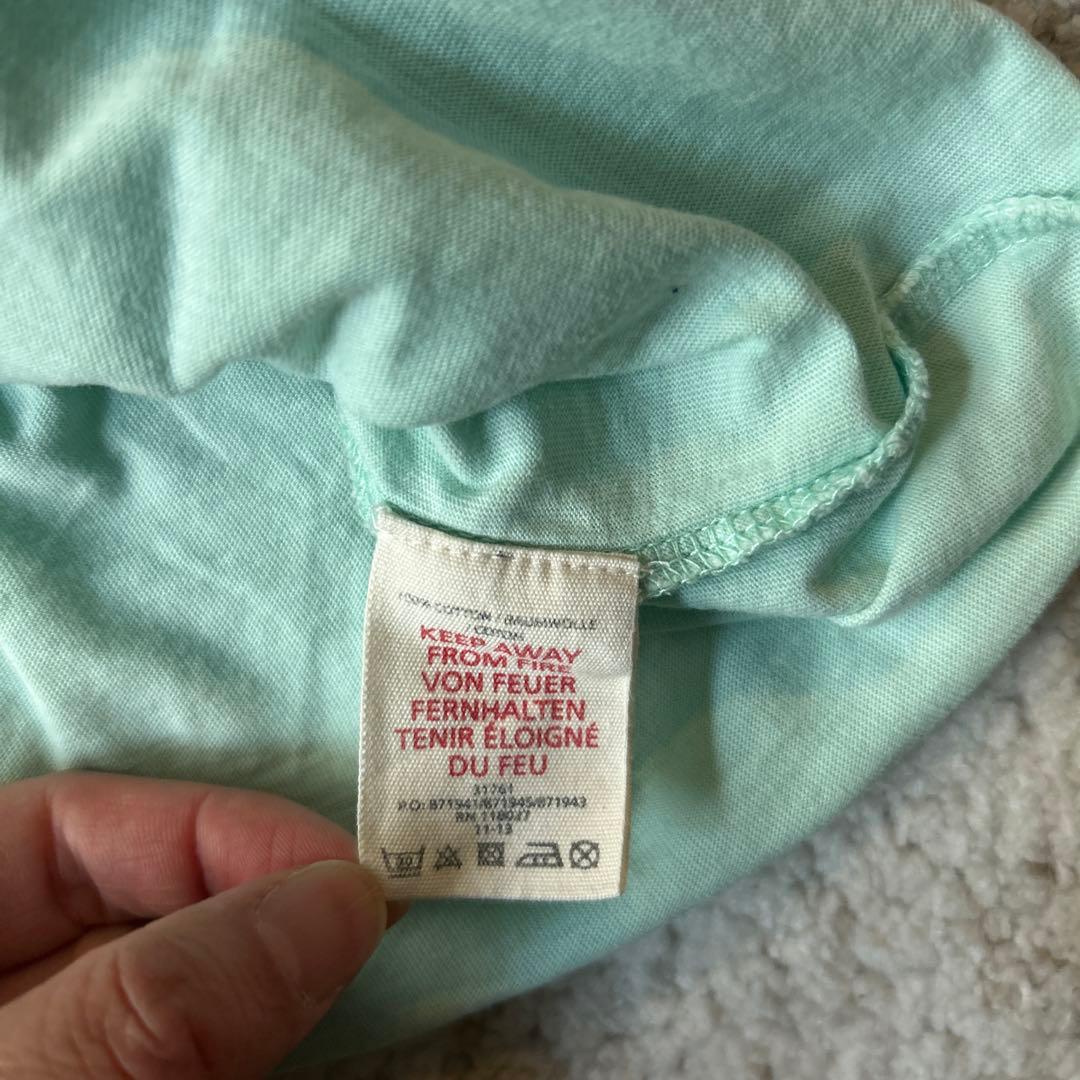 100% COTTON / BAUMWOLLE
/ COTON
KEEP AWAY
FROM FIRE
VON FEUER
FERNHALTEN
TENIR ÉLOIGNÉ
DU FEU
31761
P.O: 871941/871945/871943
RN 118027
11-13
30